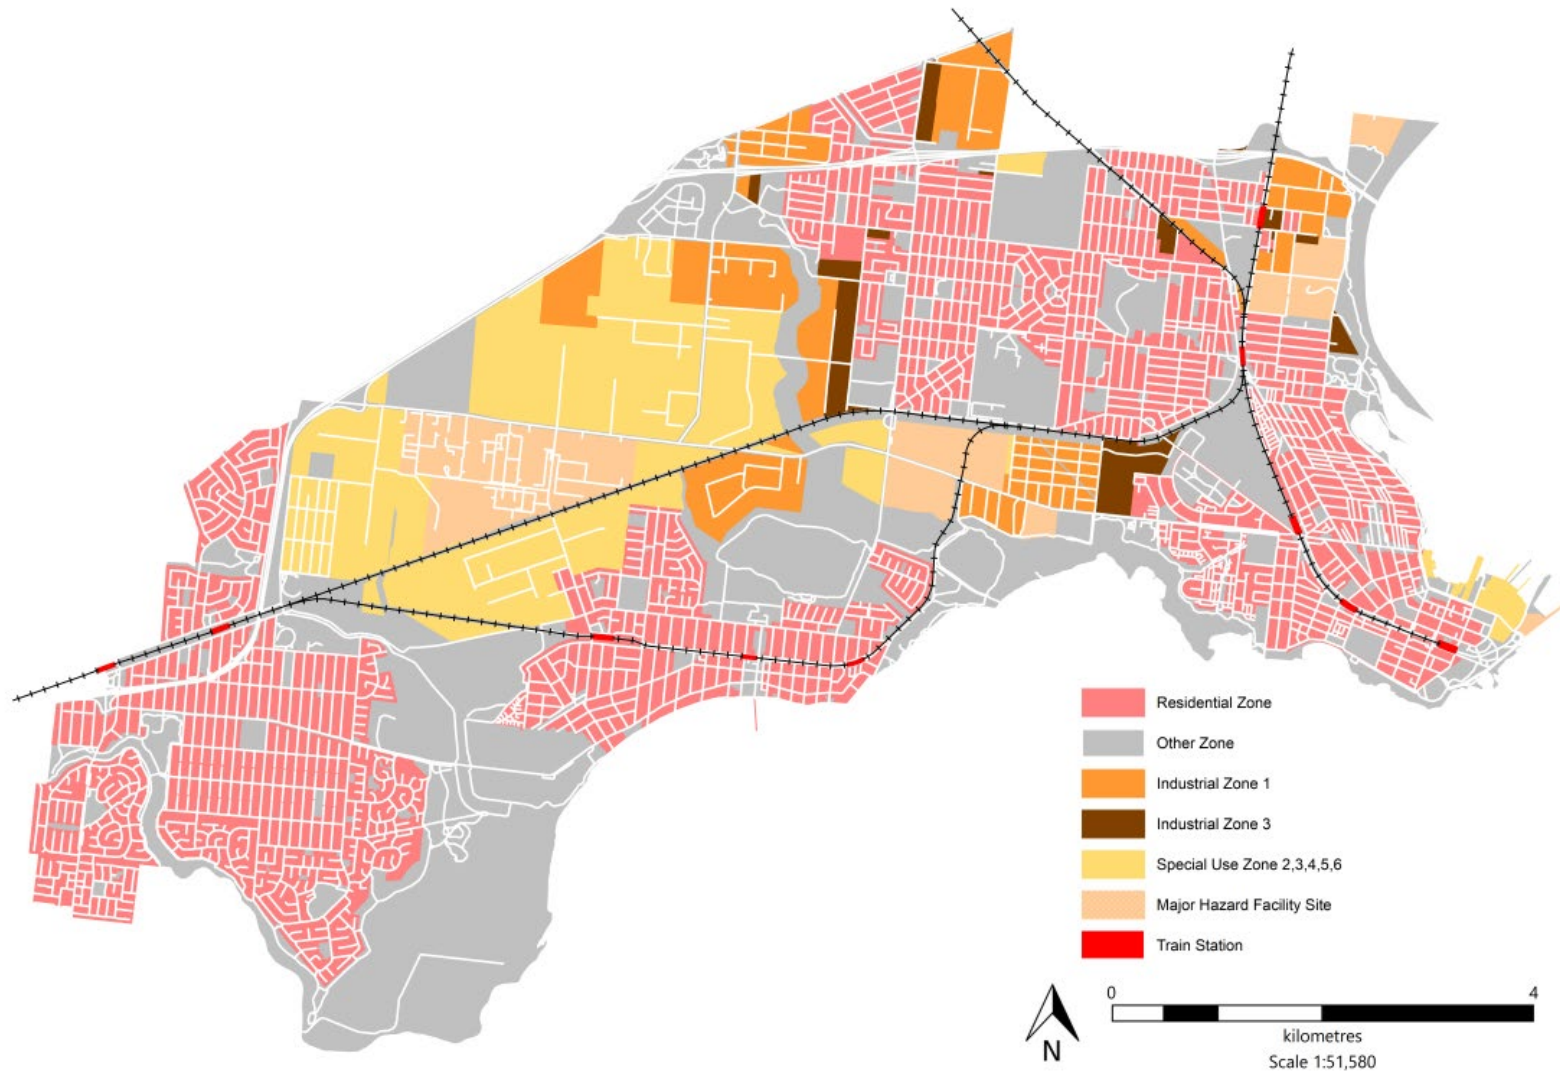 Residential Zone
Other Zone
Industrial Zone 1
Industrial Zone 3
Special Use Zone 2,3,4,5,6
Major Hazard Facility Site
Train Station
N
0 4
kilometres
Scale 1:51,580